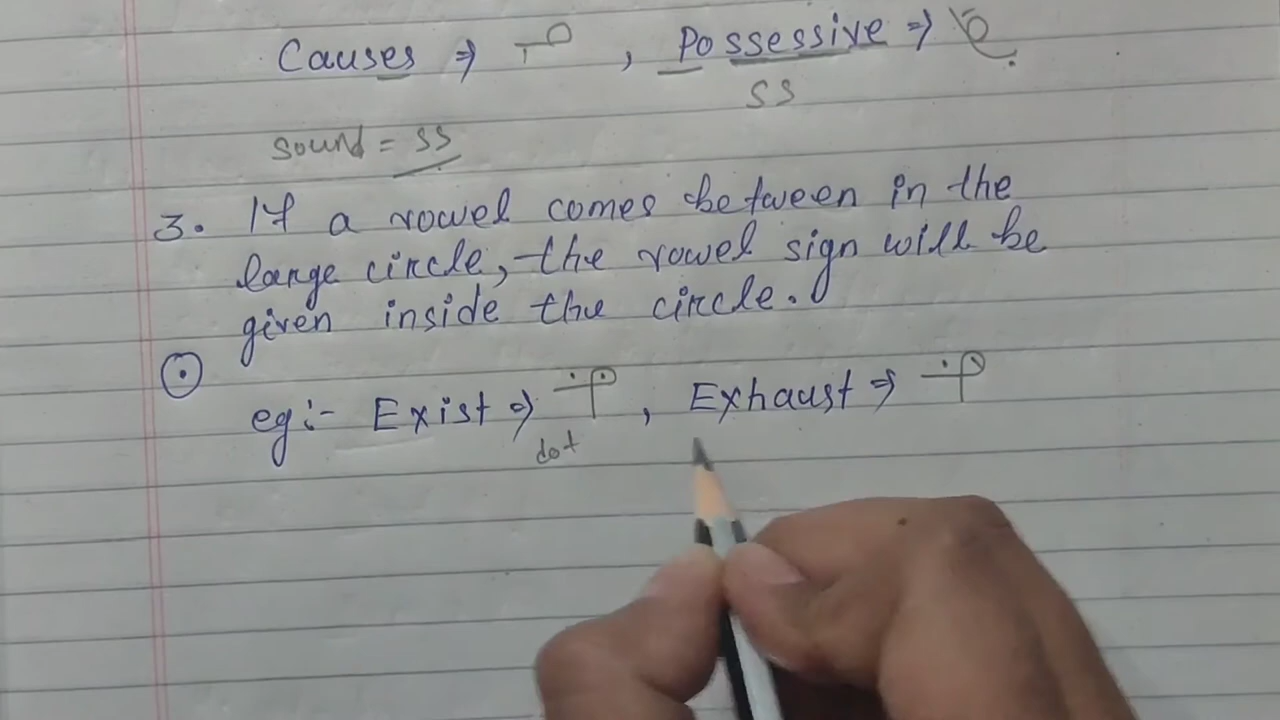 Causes ⇒ , Possessive ⇒
ss
sound = ss
3. If a vowel comes between in the
large circle, the vowel sign will be
given inside the circle.
eg:- Exist ⇒ , Exhaust ⇒
dot